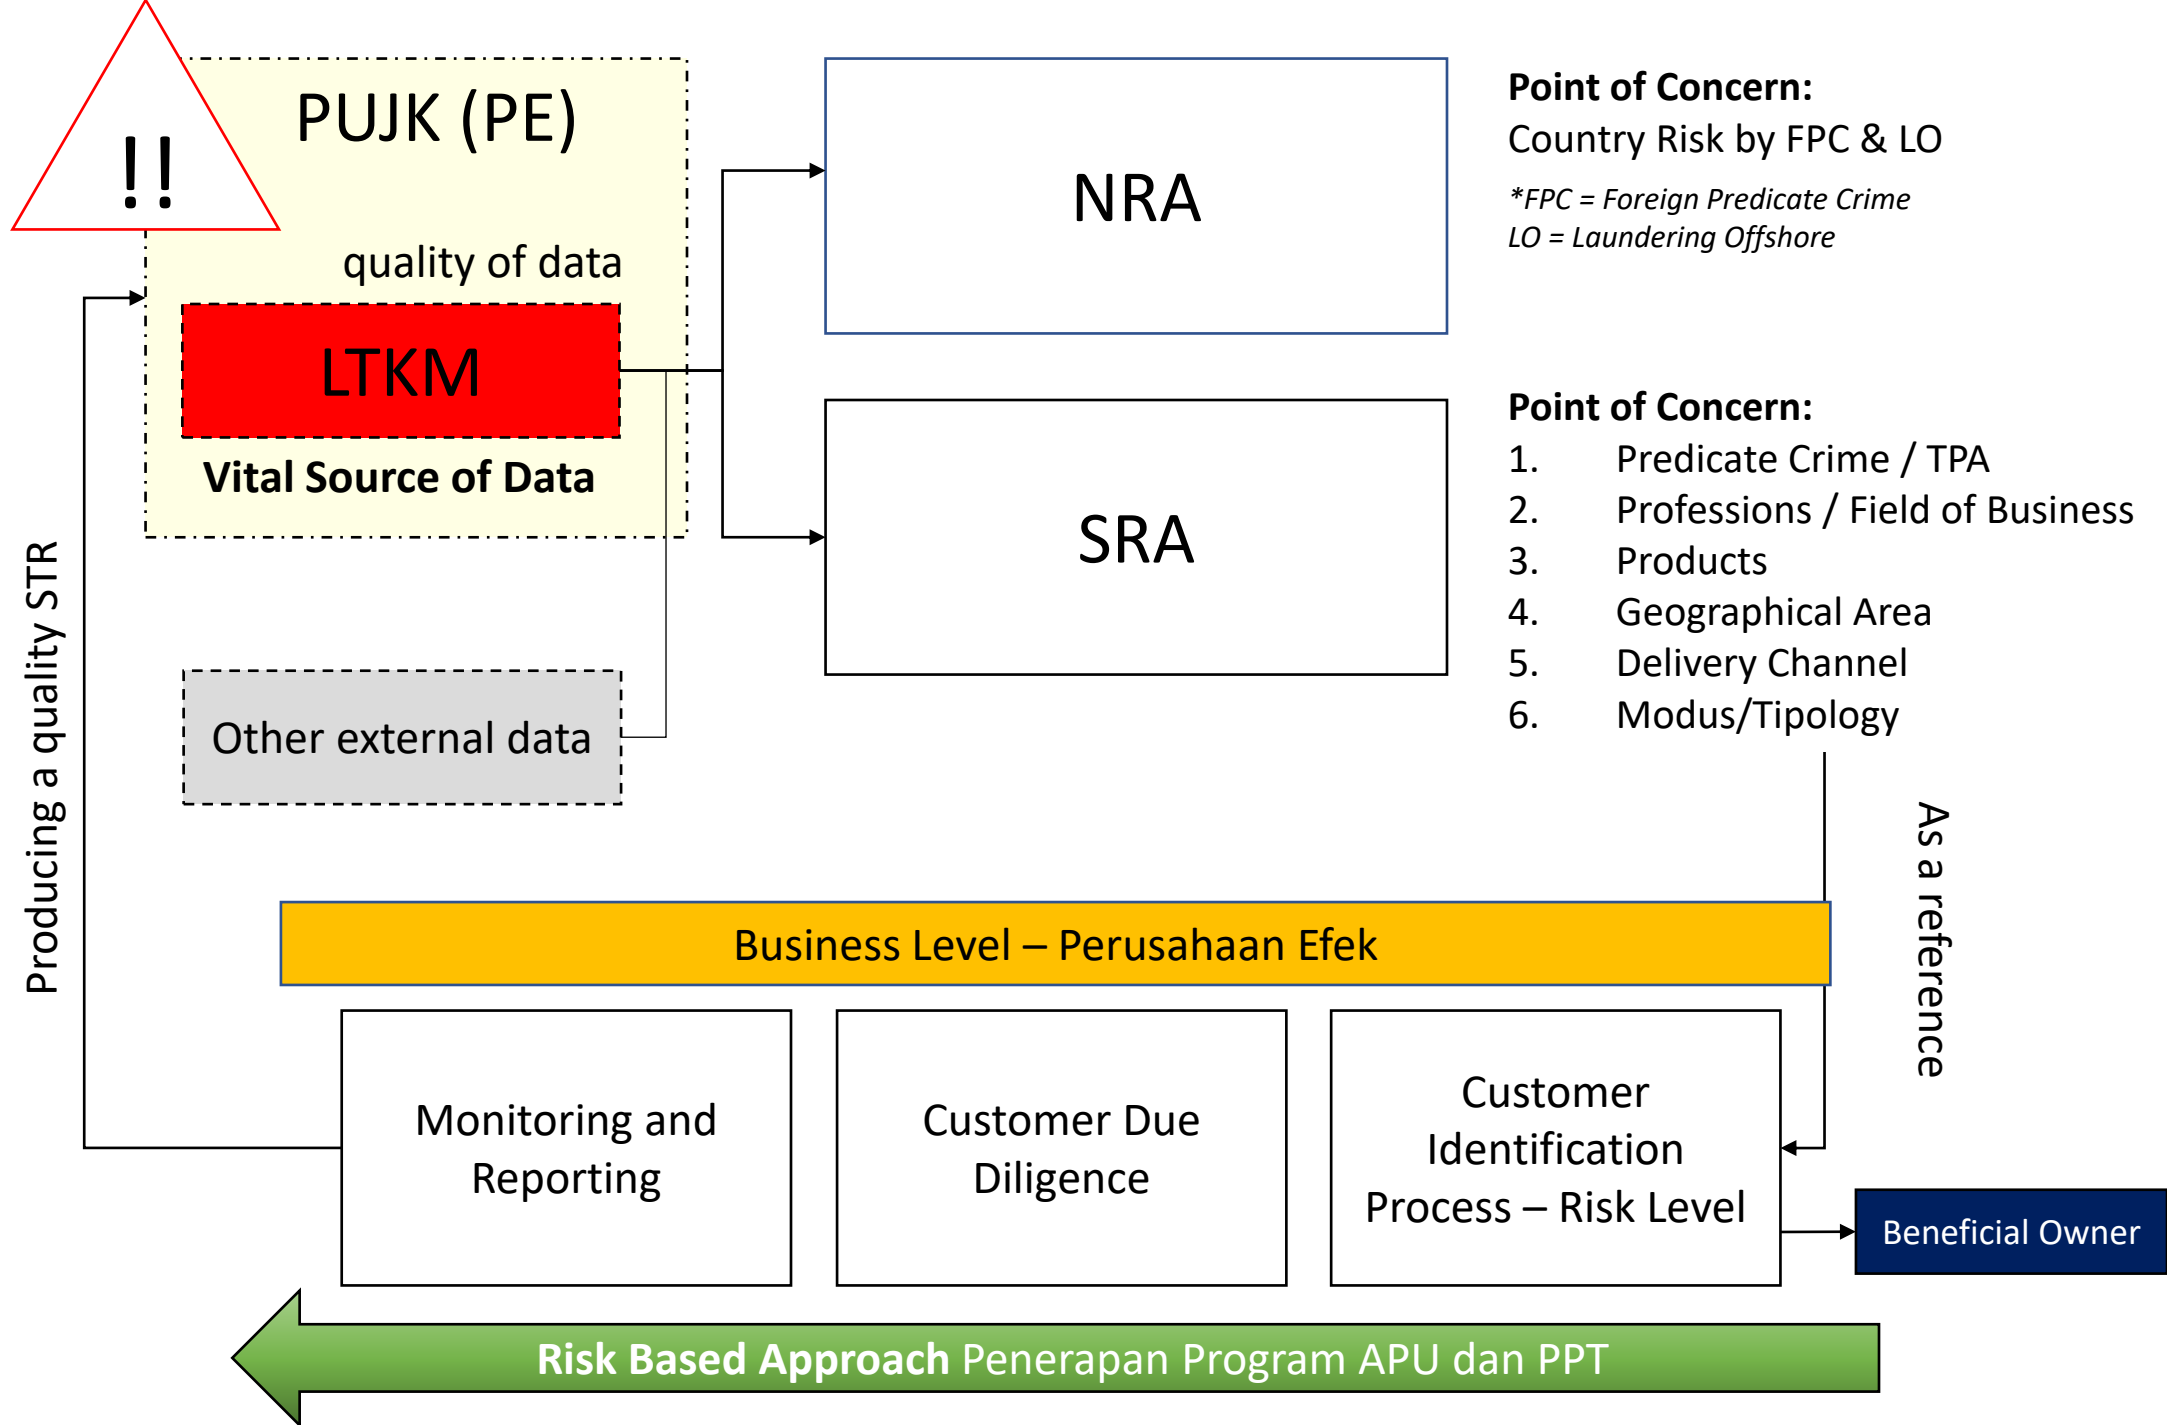 !!
PUJK (PE)
quality of data
LTKM
Vital Source of Data
Other external data
NRA
SRA
Point of Concern:
Country Risk by FPC & LO
*FPC = Foreign Predicate Crime
LO = Laundering Offshore
Point of Concern:
1. Predicate Crime / TPA
2. Professions / Field of Business
3. Products
4. Geographical Area
5. Delivery Channel
6. Modus/Tipology
As a reference
Producing a quality STR
Business Level – Perusahaan Efek
Monitoring and
Reporting
Customer Due
Diligence
Customer
Identification
Process – Risk Level
Beneficial Owner
Risk Based Approach Penerapan Program APU dan PPT